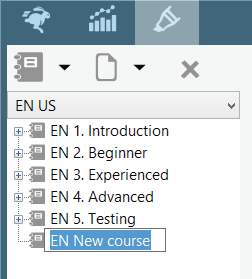 EN US
EN 1. Introduction
EN 2. Beginner
EN 3. Experienced
EN 4. Advanced
EN 5. Testing
EN New course